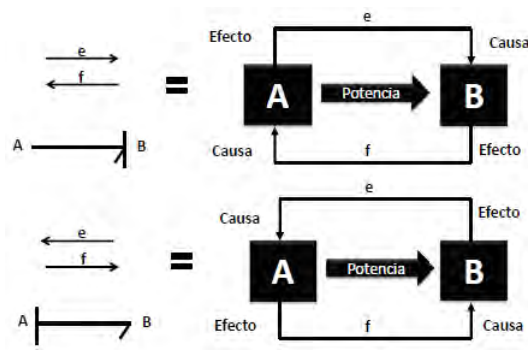 e
Efecto
Causa
e
f
=
A
Potencia
B
A
B
Causa
f
Efecto
e
Causa
Efecto
e
f
=
A
Potencia
B
A
B
Efecto
f
Causa